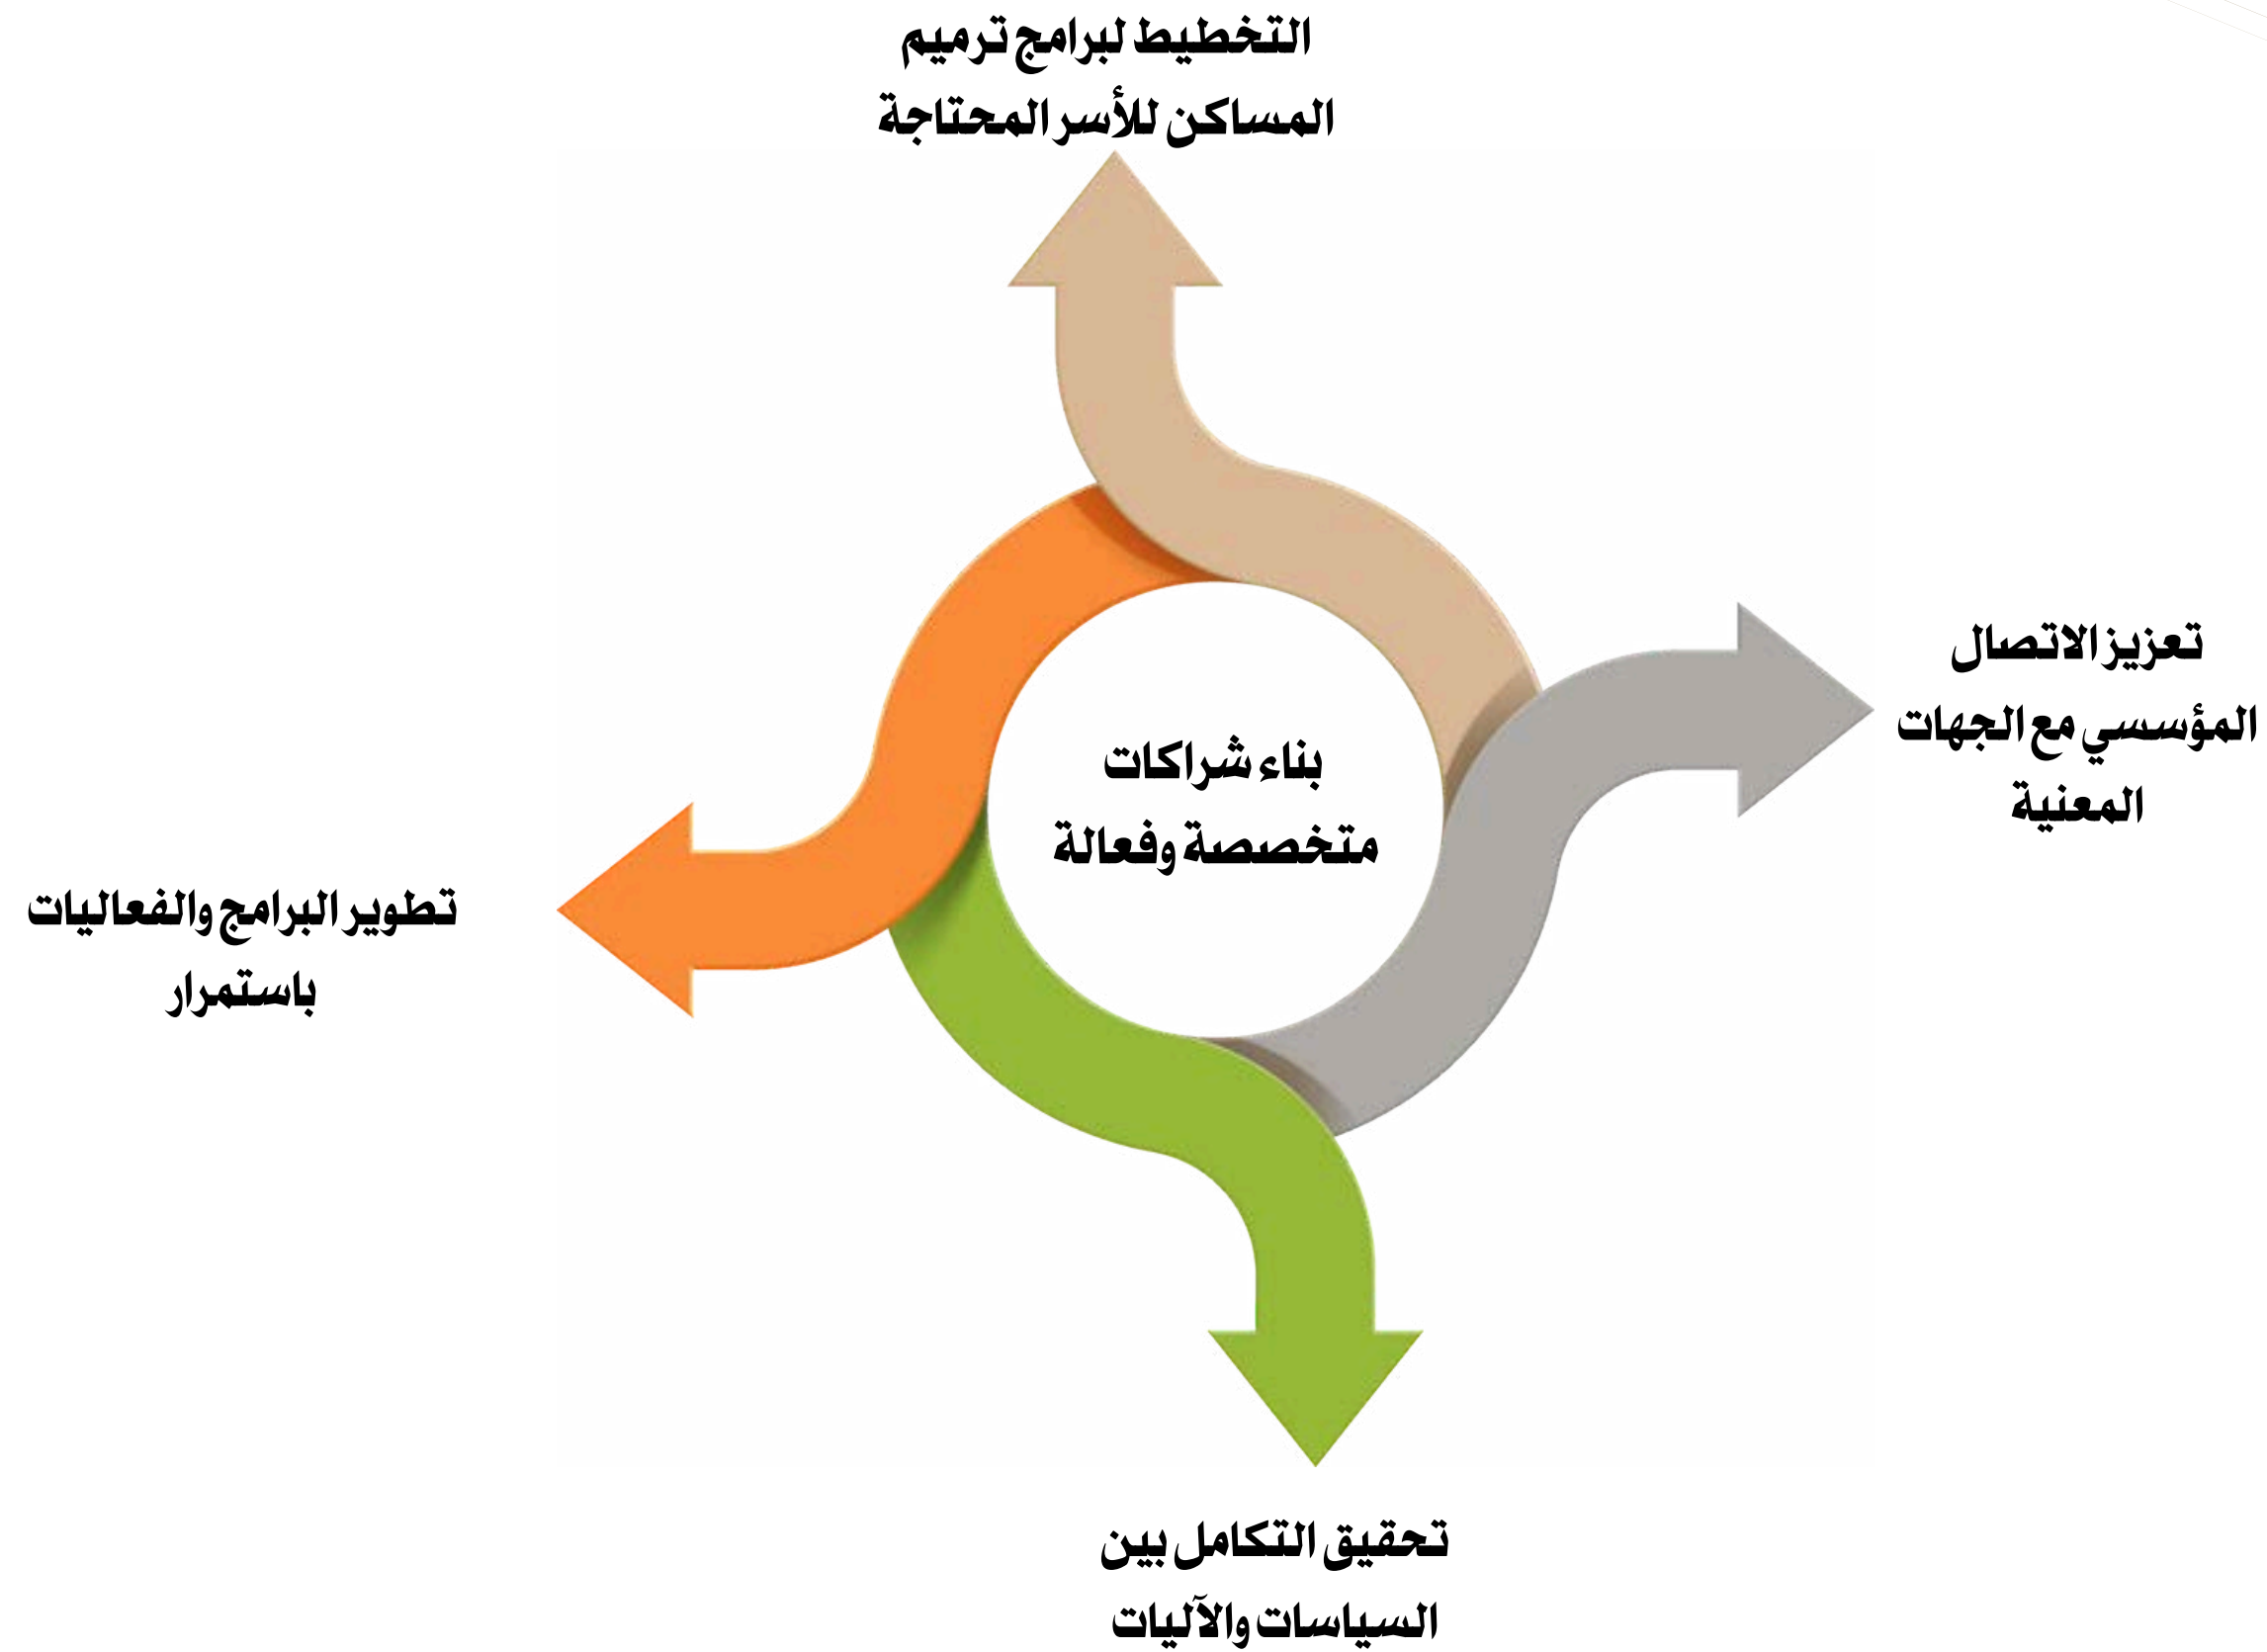 التخطيط لبرامج ترميم
المساكن للأسر المحتاجة
تعزيز الاتصال
المؤسسي مع الجهات
المعنية
بناء شراكات
متخصصة وفعالة
تطوير البرامج والفعاليات
باستمرار
تحقيق التكامل بين
السياسات والآليات